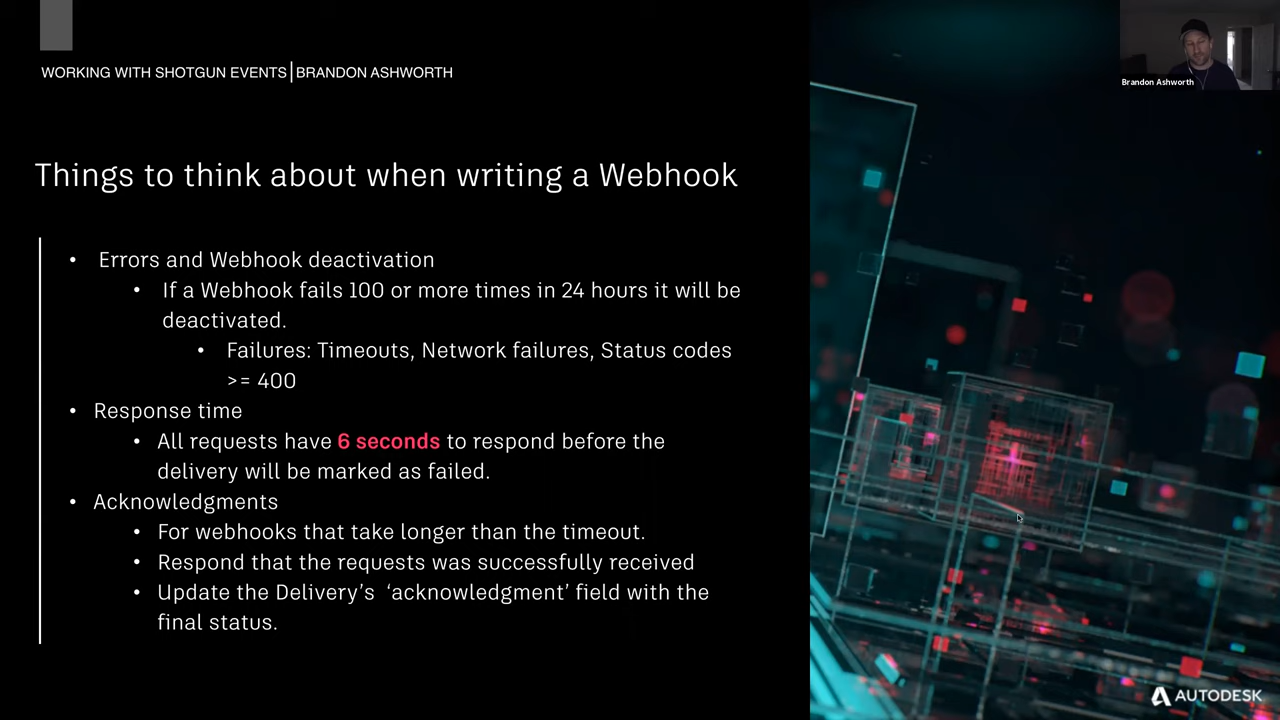 WORKING WITH SHOTGUN EVENTS|BRANDON ASHWORTH
Brandon Ashworth
Things to think about when writing a Webhook
• Errors and Webhook deactivation
• If a Webhook fails 100 or more times in 24 hours it will be
deactivated.
• Failures: Timeouts, Network failures, Status codes
>= 400
• Response time
• All requests have 6 seconds to respond before the
delivery will be marked as failed.
• Acknowledgments
• For webhooks that take longer than the timeout.
• Respond that the requests was successfully received
• Update the Delivery's 'acknowledgment' field with the
final status.
AUTODESK